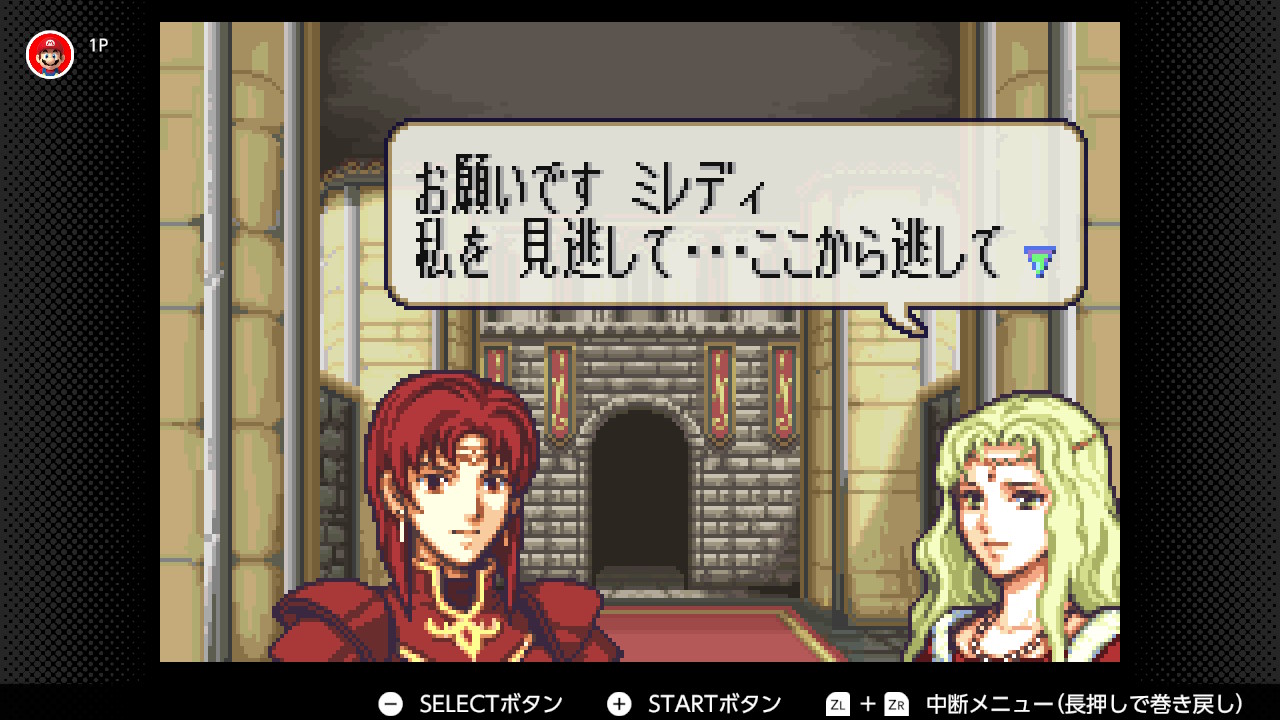 1P
お願いです ミレディ
私を 見逃して・・・ここから逃して
− SELECTボタン + STARTボタン ZL + ZR 中断メニュー(長押しで巻き戻し)